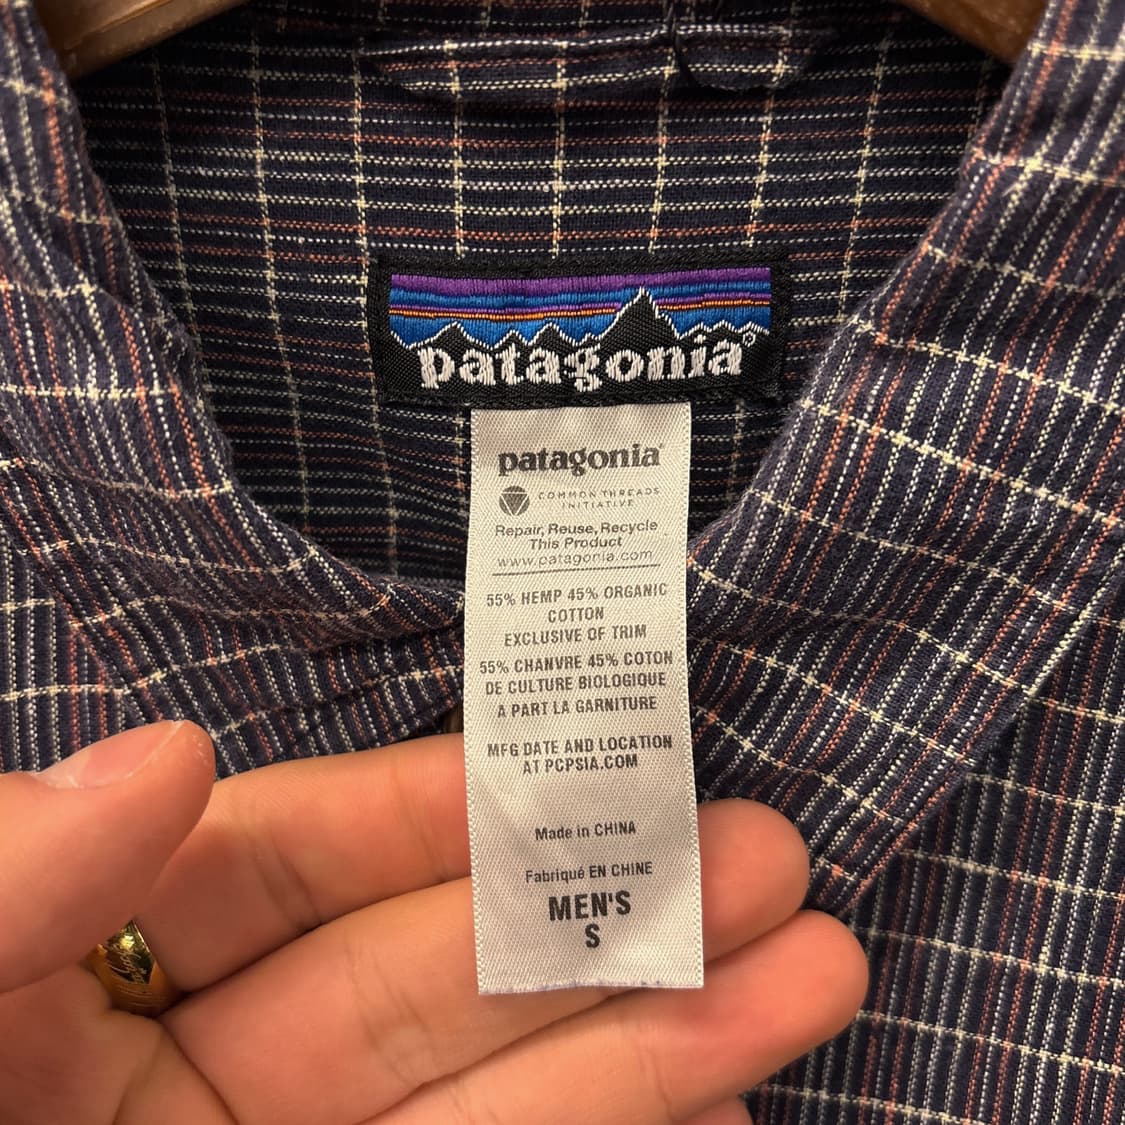 patagonia®
patagonia®
COMMON THREADS
INITIATIVE
Repair, Reuse, Recycle
This Product
www.patagonia.com
55% HEMP 45% ORGANIC
COTTON
EXCLUSIVE OF TRIM
55% CHANVRE 45% COTON
DE CULTURE BIOLOGIQUE
A PART LA GARNITURE
MFG DATE AND LOCATION
AT PCPSIA.COM
Made in CHINA
Fabriqué EN CHINE
MEN'S
S